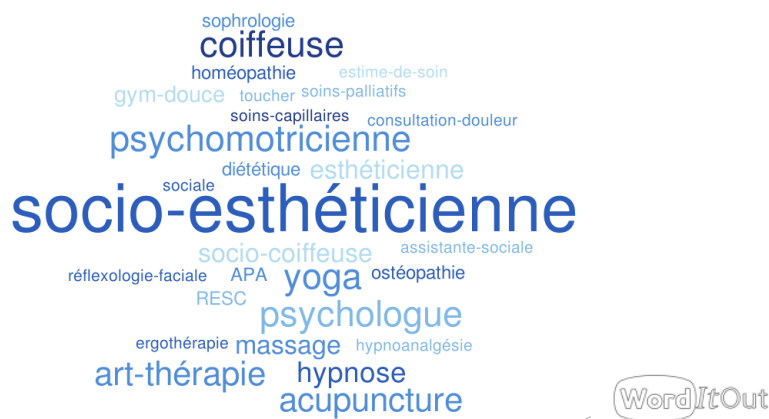 sophrologie
coiffeuse
homéopathie estime-de-soin
gym-douce toucher soins-palliatifs
soins-capillaires consultation-douleur
psychomotricienne
diététique esthéticienne
sociale
socio-esthéticienne
socio-coiffeuse assistante-sociale
réflexologie-faciale APA yoga ostéopathie
RESC
psychologue
ergothérapie massage hypnoanalgésie
art-thérapie hypnose
acupuncture
WordItOut